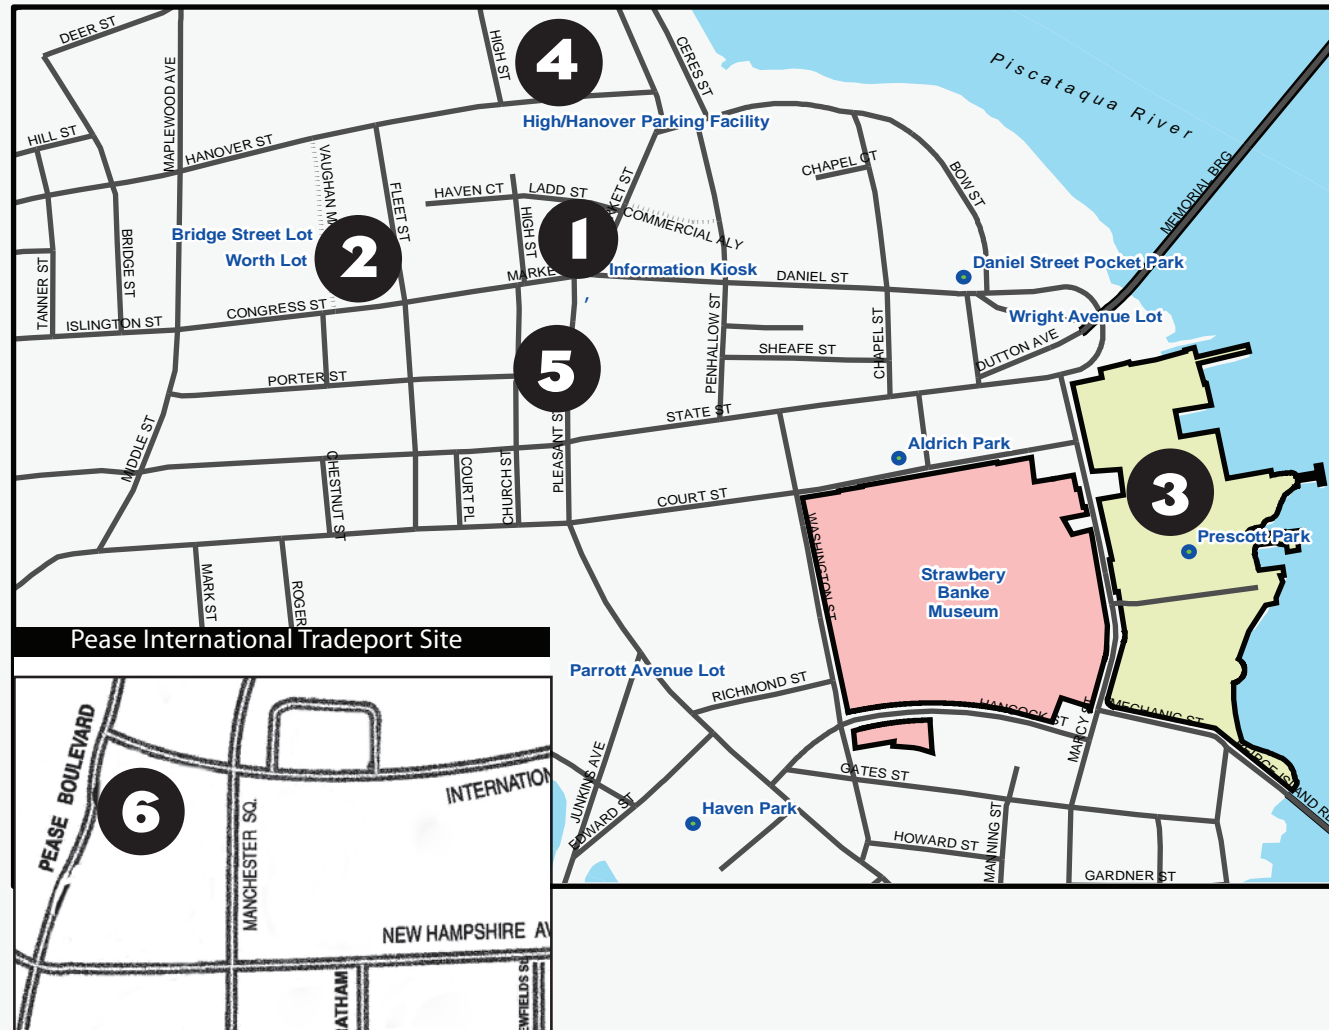 DEER ST
HIGH ST
4
CERES ST
Piscataqua River
MAPLEWOOD AVE
HILL ST
HANOVER ST
High/Hanover Parking Facility
VAUGHAN
CHAPEL CT
BOW ST
MEMORIAL BRG
FLEET ST
HAVEN CT
LADD ST
COMMERCIAL ALY
HIGH ST
1
Bridge Street Lot
Worth Lot
2
BRIDGE ST
TANNER ST
Information Kiosk
DANIEL ST
Daniel Street Pocket Park
ISLINGTON ST
CONGRESS ST
Wright Avenue Lot
PENHALLOW ST
SHEAFE ST
CHAPEL ST
DUTTON AVE
5
PORTER ST
STATE ST
PLEASANT ST
MIDDLE ST
Aldrich Park
CHESTNUT ST
COURT PL
CHURCH ST
COURT ST
3
WASHINGTON ST
Prescott Park
Strawbery
Banke
Museum
MARK ST
ROGER
Pease International Tradeport Site
Parrott Avenue Lot
RICHMOND ST
HANCOCK ST
MARCY ST
MECHANIC ST
JUNKINS AVE
EDWARD ST
GATES ST
ISLAND RD
Haven Park
HOWARD ST
MANNING ST
GARDNER ST
PEASE BOULEVARD
6
MANCHESTER SQ.
INTERNATION
NEW HAMPSHIRE AV
ATHAM
EWFIELDS ST